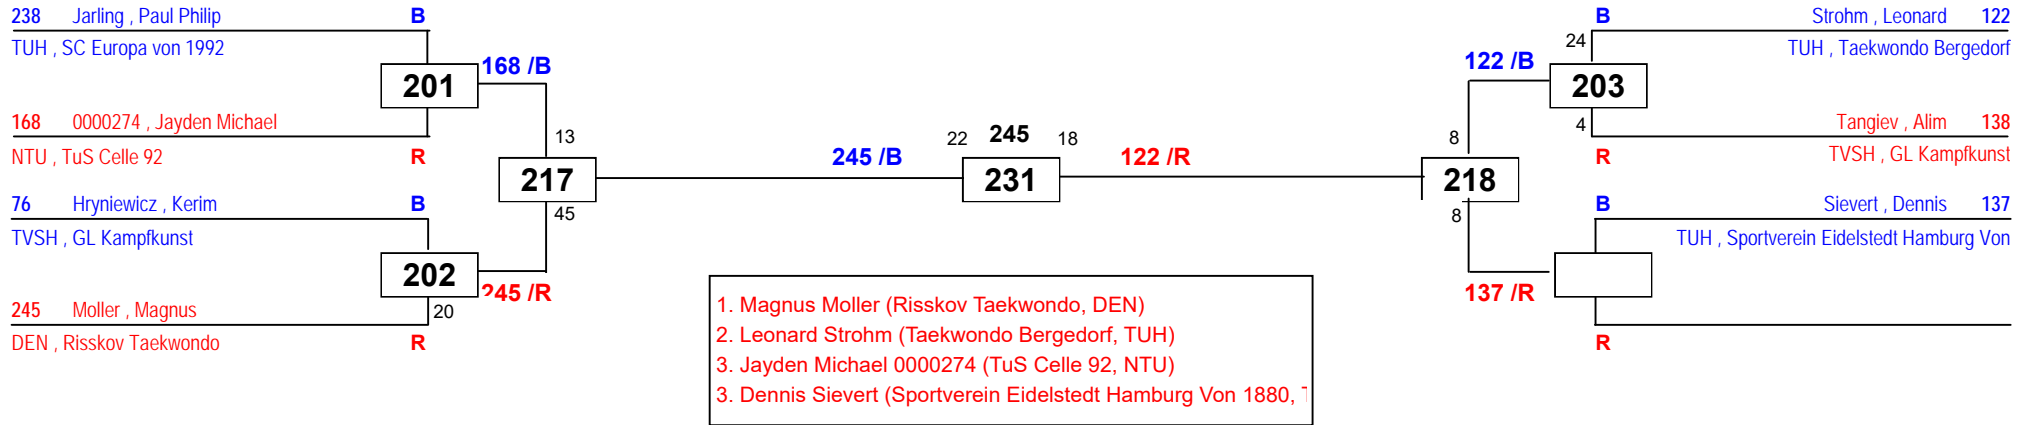 238 Jarling , Paul Philip B
TUH , SC Europa von 1992
201
168 /B
168 0000274 , Jayden Michael
NTU , TuS Celle 92 R
13
217
45
76 Hryniewicz , Kerim B
TVSH , GL Kampfkunst
202
245 /R
245 Moller , Magnus 20
DEN , Risskov Taekwondo R
245 /B
22 245 18
231
122 /R
1. Magnus Moller (Risskov Taekwondo, DEN)
2. Leonard Strohm (Taekwondo Bergedorf, TUH)
3. Jayden Michael 0000274 (TuS Celle 92, NTU)
3. Dennis Sievert (Sportverein Eidelstedt Hamburg Von 1880,
B Strohm , Leonard 122
24 TUH , Taekwondo Bergedorf
122 /B
203
4 Tangiev , Alim 138
R TVSH , GL Kampfkunst
8
218
8
B Sievert , Dennis 137
TUH , Sportverein Eidelstedt Hamburg Von
137 /R
R